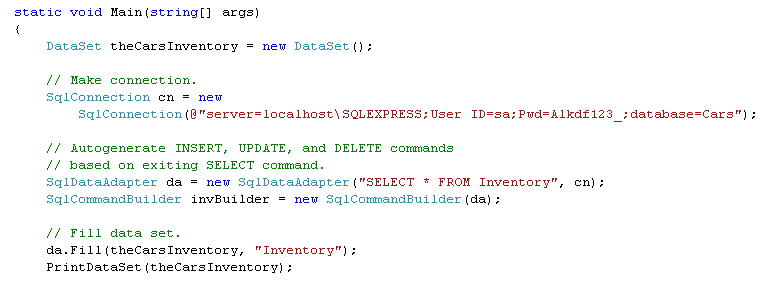 static void Main(string[] args)
{
DataSet theCarsInventory = new DataSet();
// Make connection.
SqlConnection cn = new
SqlConnection(@"server=localhost\SQLEXPRESS;User ID=sa;Pwd=Alkdf123_;database=Cars");
// Autogenerate INSERT, UPDATE, and DELETE commands
// based on exiting SELECT command.
SqlDataAdapter da = new SqlDataAdapter("SELECT * FROM Inventory", cn);
SqlCommandBuilder invBuilder = new SqlCommandBuilder(da);
// Fill data set.
da.Fill(theCarsInventory, "Inventory");
PrintDataSet(theCarsInventory);